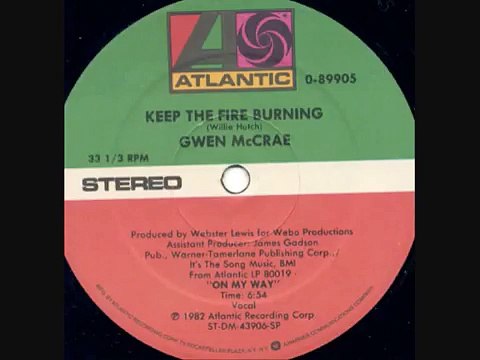 ATLANTIC
0-89905
KEEP THE FIRE BURNING
(Willie Hutch)
GWEN McCRAE
33 1/3 RPM
STEREO
Produced by Webster Lewis for Webo Productions
Assistant Producer: James Gadson
Pub., Warner-Tamerlane Publishing Corp../
It's The Song Music, BMI
From Atlantic LP 80019 -
"ON MY WAY"
Time: 6:54
Vocal
℗ 1982 Atlantic Recording Corp
ST-DM-43906-SP